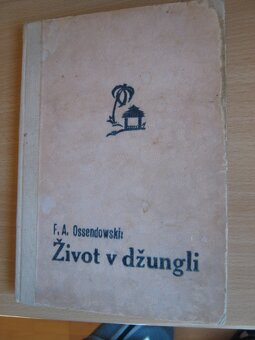 F. A. Ossendowski:
Život v džungli